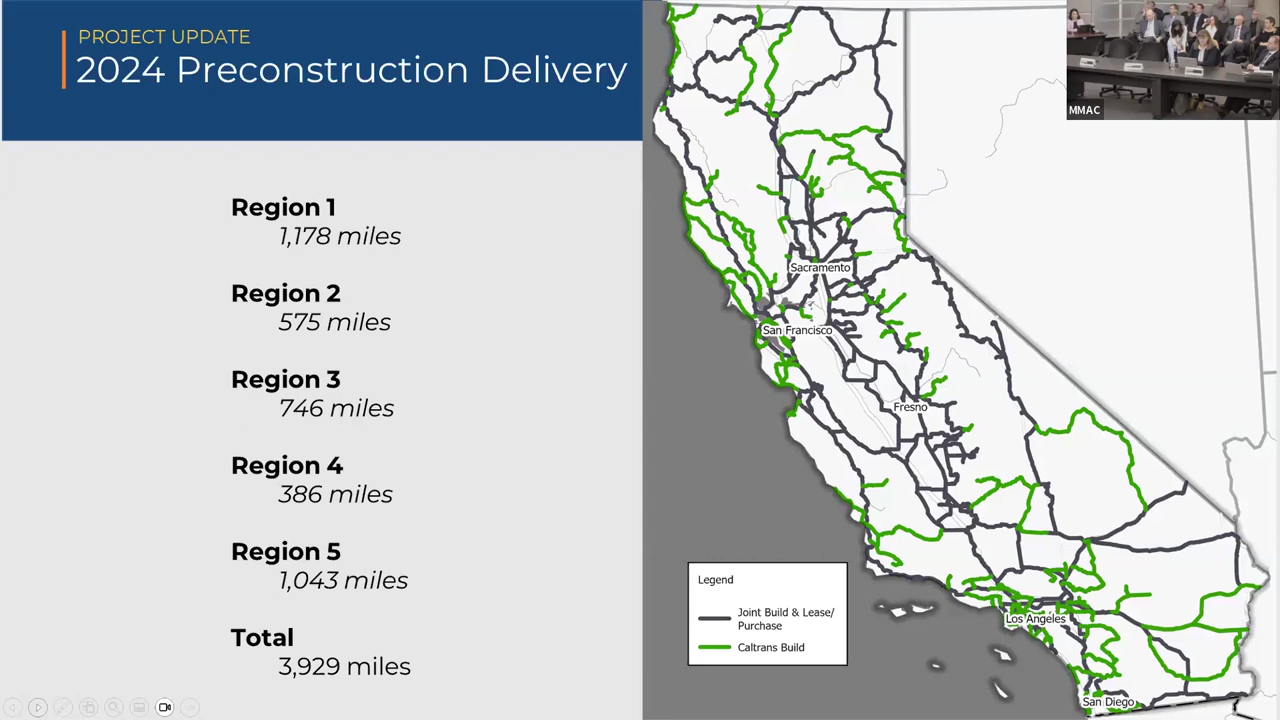 PROJECT UPDATE
2024 Preconstruction Delivery
Region 1
1,178 miles
Region 2
575 miles
Region 3
746 miles
Region 4
386 miles
Region 5
1,043 miles
Total
3,929 miles
Sacramento
San Francisco
Fresno
Los Angeles
San Diego
Legend
Joint Build & Lease/
Purchase
Caltrans Build
MMAC